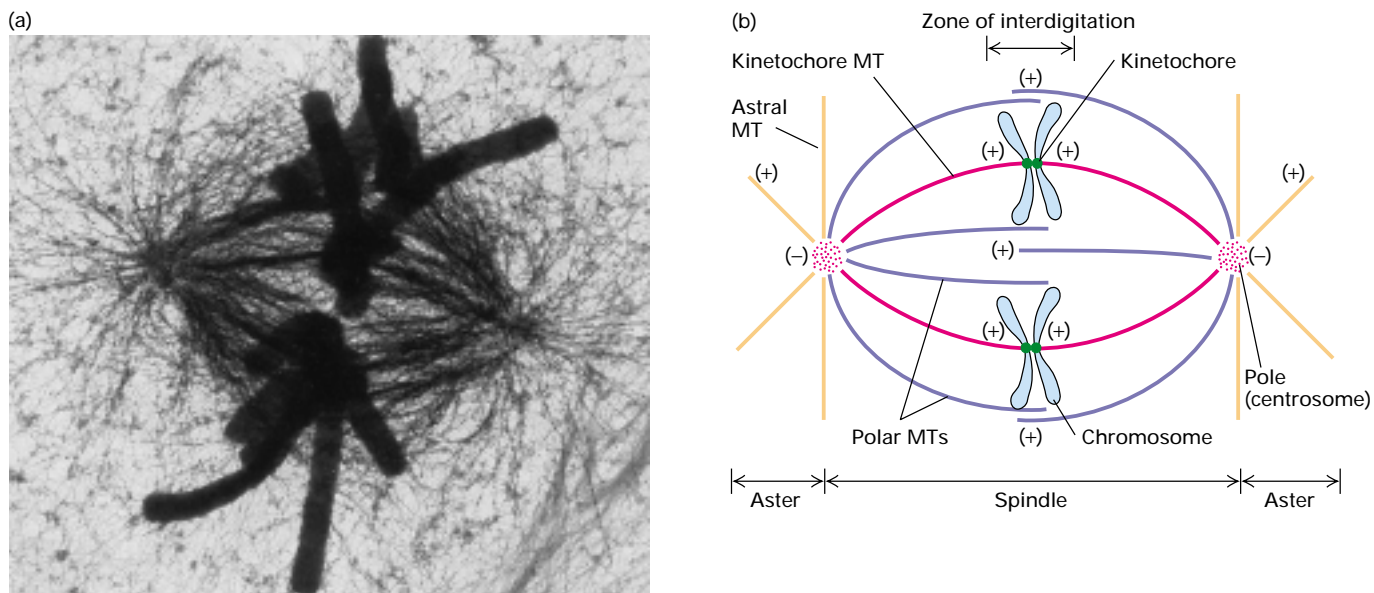 (a)
(b)
Zone of interdigitation
Kinetochore MT
(+)
Kinetochore
Astral
MT
(+)
(+)
(+)
(+)
(–)
(+)
(–)
(+)
(+)
Pole
(centrosome)
Polar MTs
(+)
Chromosome
Aster
Spindle
Aster